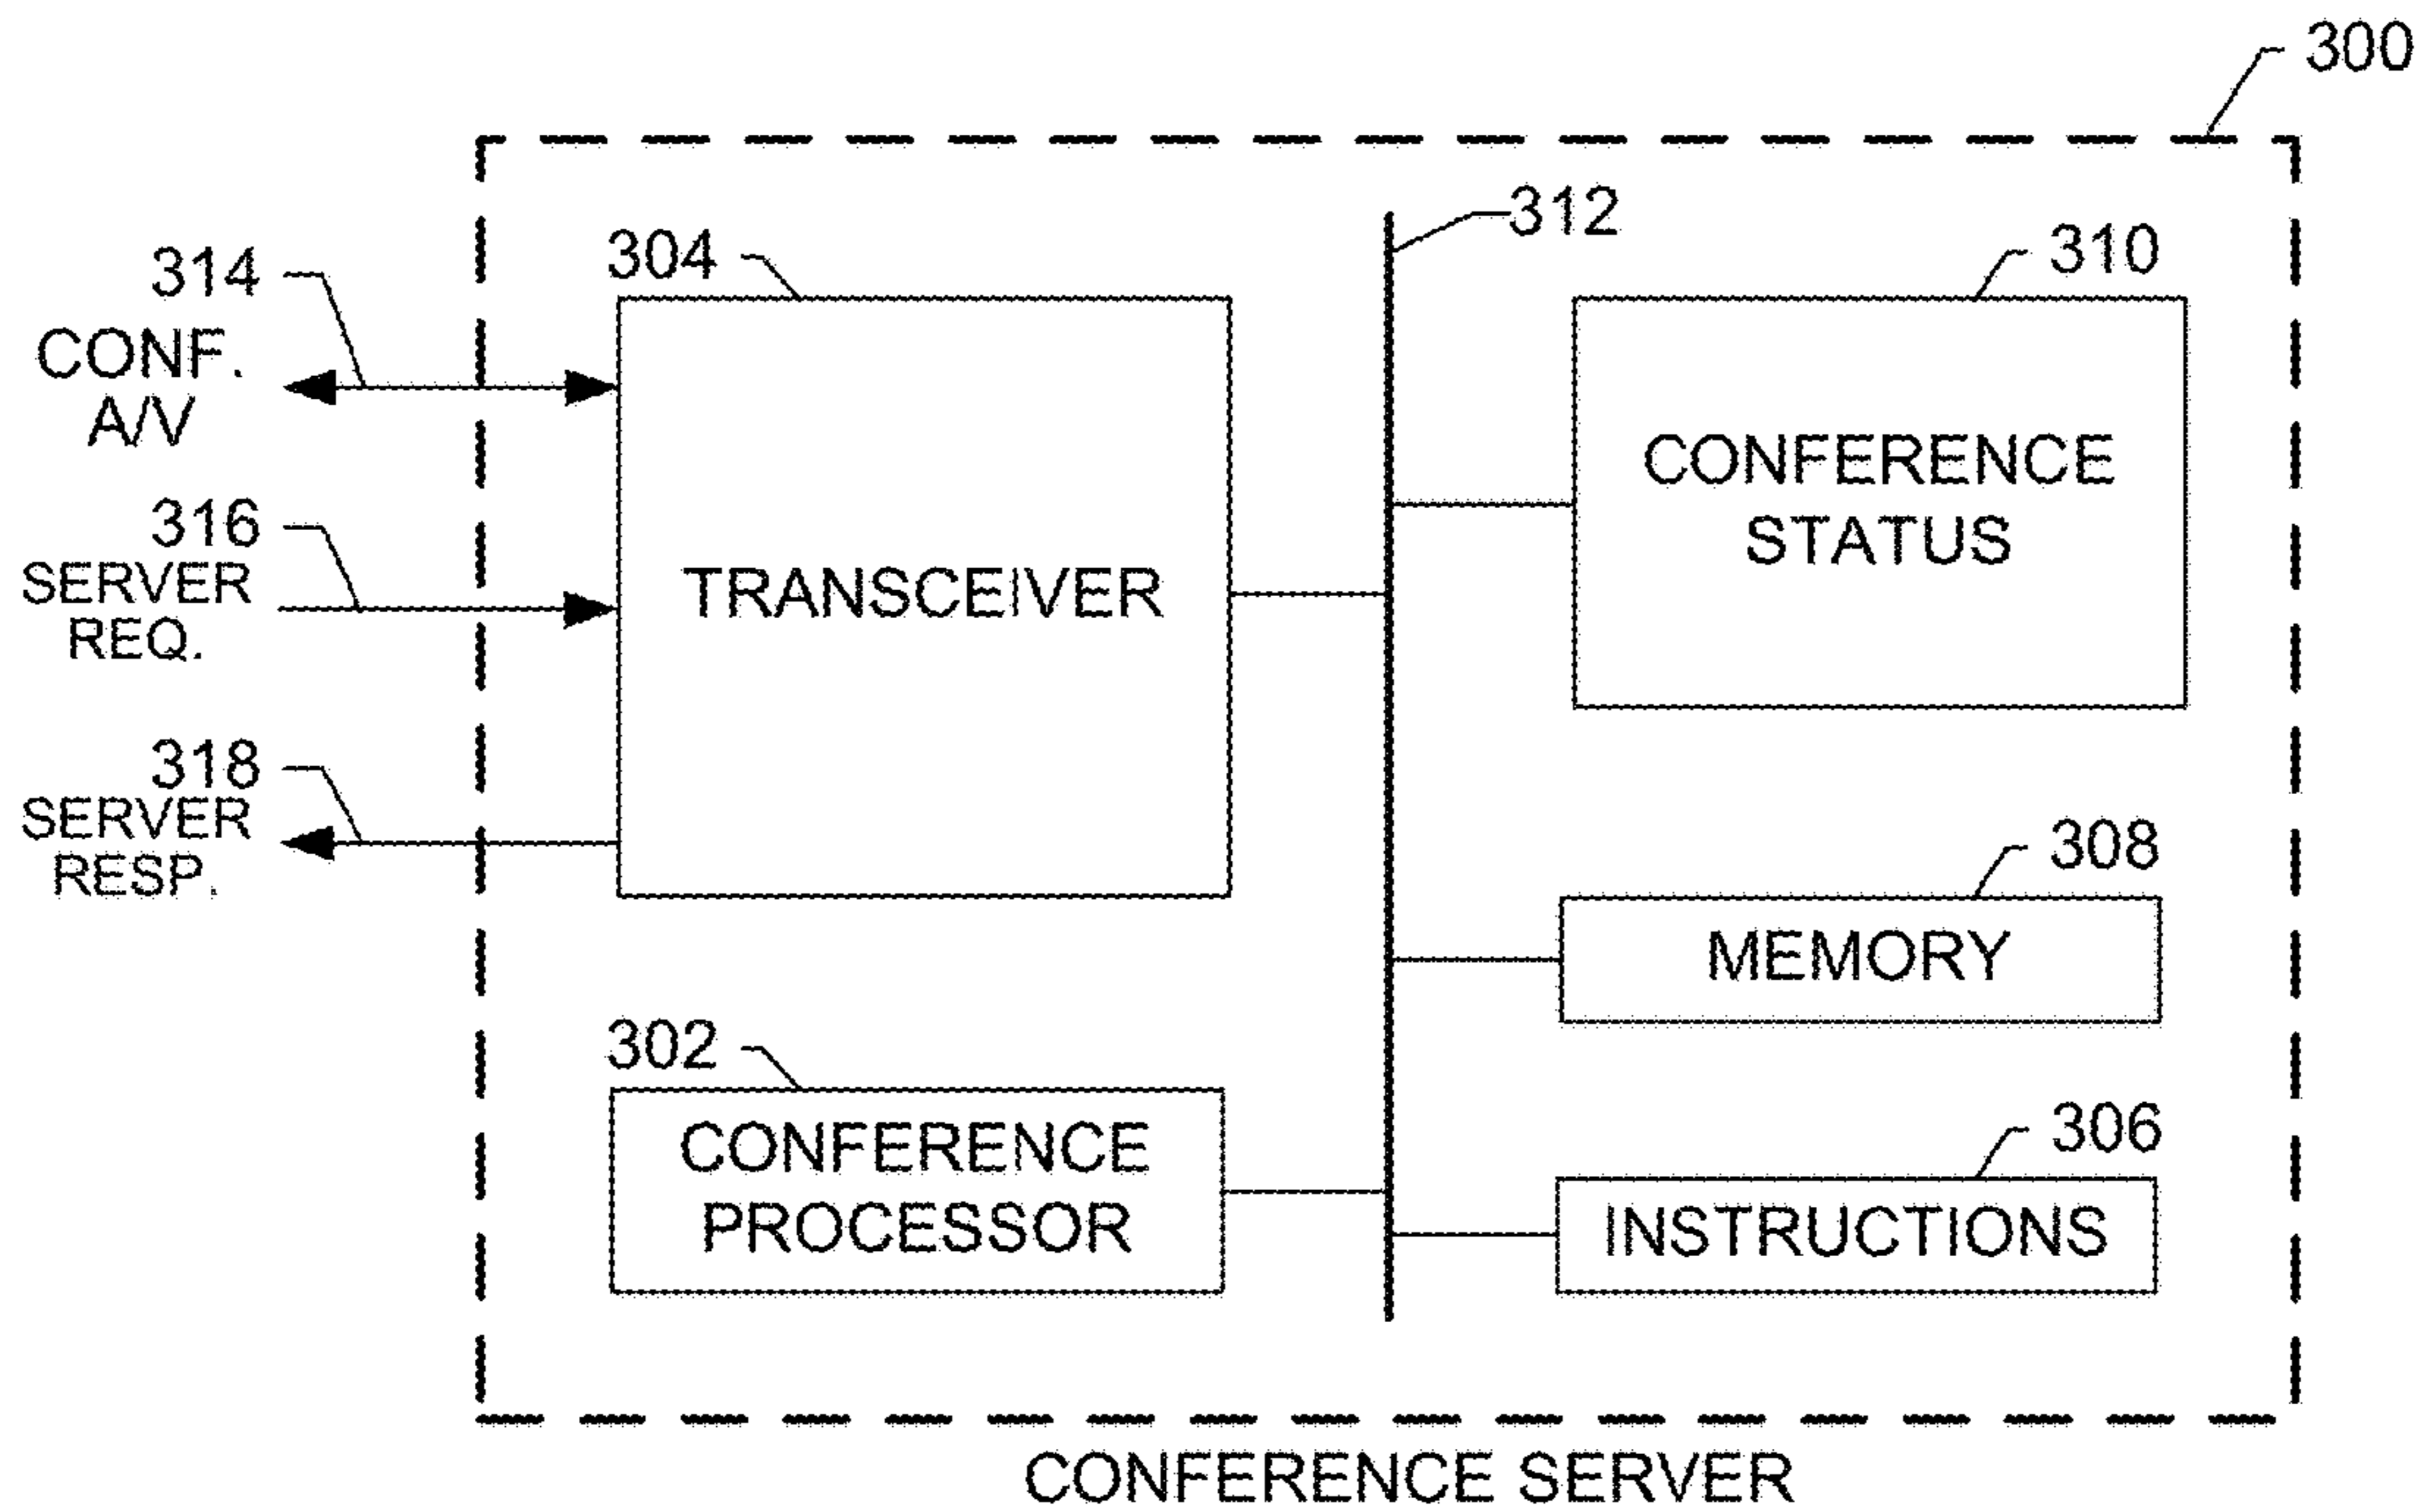 300
312
304
310
314
CONF.
A/V
CONFERENCE
STATUS
316
SERVER
REQ.
TRANSCEIVER
318
SERVER
RESP.
308
MEMORY
302
CONFERENCE
PROCESSOR
306
INSTRUCTIONS
CONFERENCE SERVER